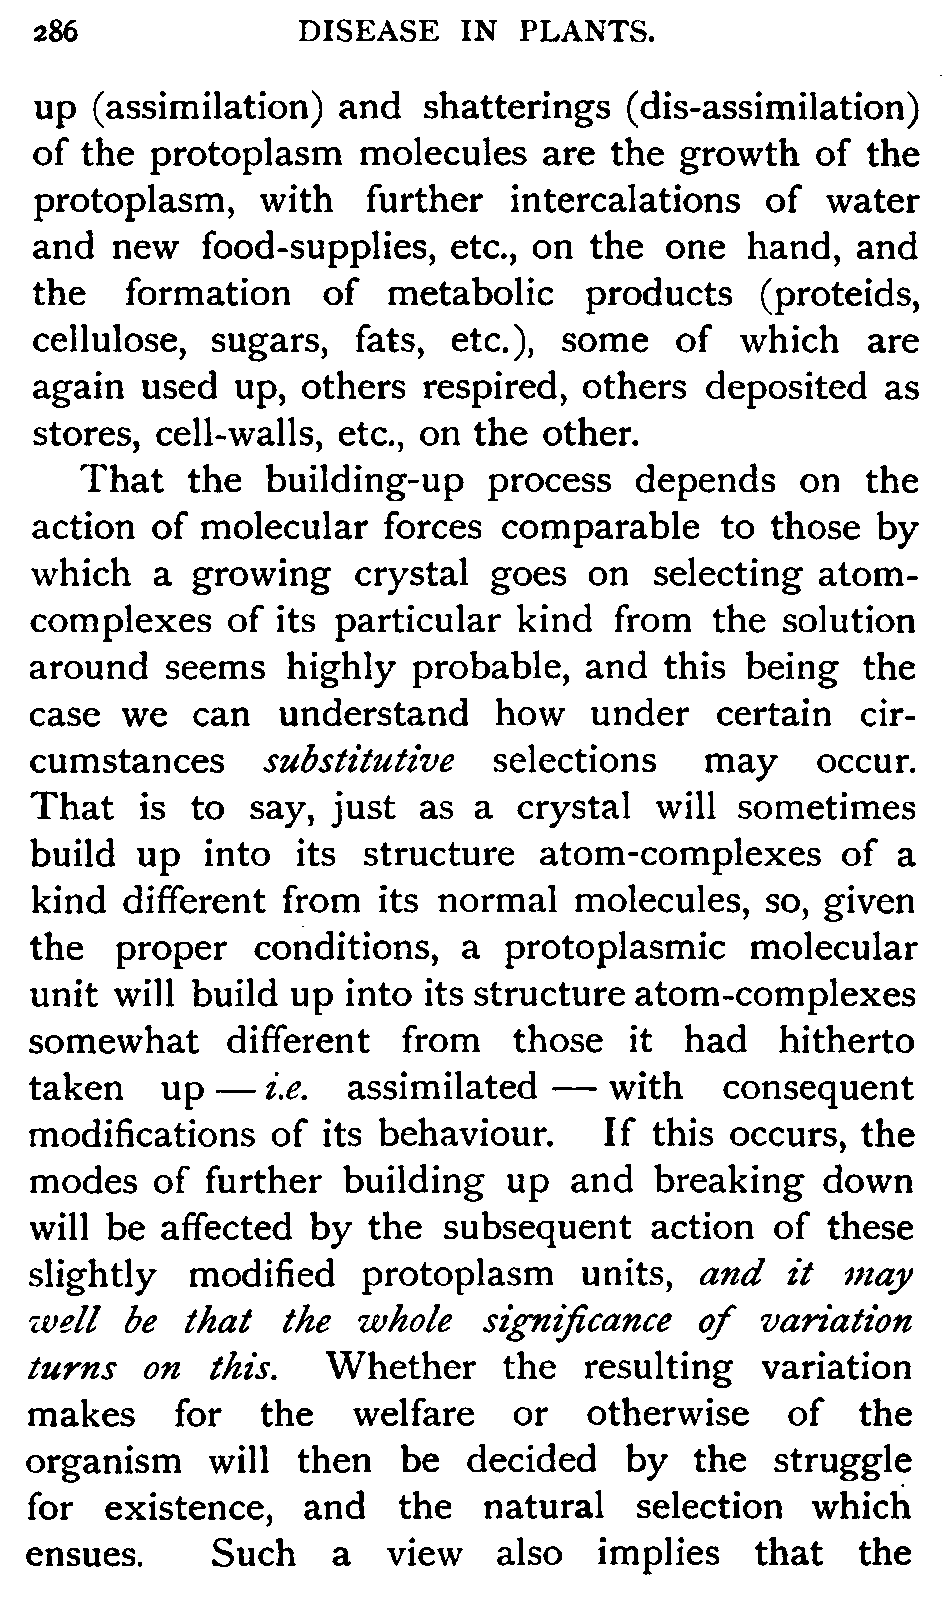 286 DISEASE IN PLANTS.
up (assimilation) and shatterings (dis-assimilation)
of the protoplasm molecules are the growth of the
protoplasm, with further intercalations of water
and new food-supplies, etc., on the one hand, and
the formation of metabolic products (proteids,
cellulose, sugars, fats, etc.), some of which are
again used up, others respired, others deposited as
stores, cell-walls, etc., on the other.
That the building-up process depends on the
action of molecular forces comparable to those by
which a growing crystal goes on selecting atom-
complexes of its particular kind from the solution
around seems highly probable, and this being the
case we can understand how under certain cir-
cumstances substitutive selections may occur.
That is to say, just as a crystal will sometimes
build up into its structure atom-complexes of a
kind different from its normal molecules, so, given
the proper conditions, a protoplasmic molecular
unit will build up into its structure atom-complexes
somewhat different from those it had hitherto
taken up — i.e. assimilated — with consequent
modifications of its behaviour. If this occurs, the
modes of further building up and breaking down
will be affected by the subsequent action of these
slightly modified protoplasm units, and it may
well be that the whole significance of variation
turns on this. Whether the resulting variation
makes for the welfare or otherwise of the
organism will then be decided by the struggle
for existence, and the natural selection which
ensues. Such a view also implies that the